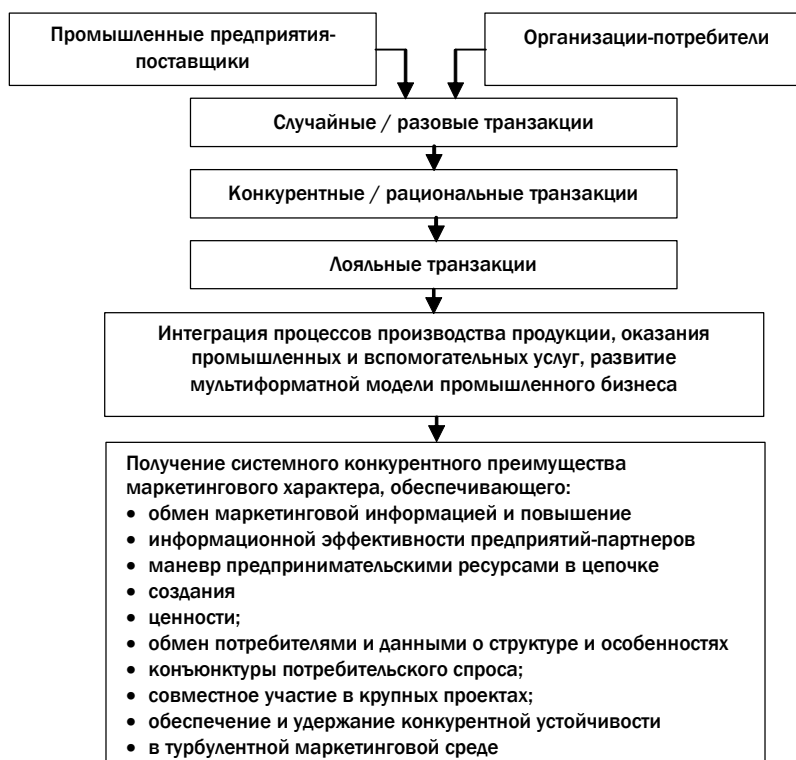 Промышленные предприятия-
поставщики
Организации-потребители
Случайные / разовые транзакции
Конкурентные / рациональные транзакции
Лояльные транзакции
Интеграция процессов производства продукции, оказания
промышленных и вспомогательных услуг, развитие
мультиформатной модели промышленного бизнеса
Получение системного конкурентного преимущества
маркетингового характера, обеспечивающего:
• обмен маркетинговой информацией и повышение
• информационной эффективности предприятий-партнеров
• маневр предпринимательскими ресурсами в цепочке
• создания
• ценности;
• обмен потребителями и данными о структуре и особенностях
• конъюнктуры потребительского спроса;
• совместное участие в крупных проектах;
• обеспечение и удержание конкурентной устойчивости
• в турбулентной маркетинговой среде